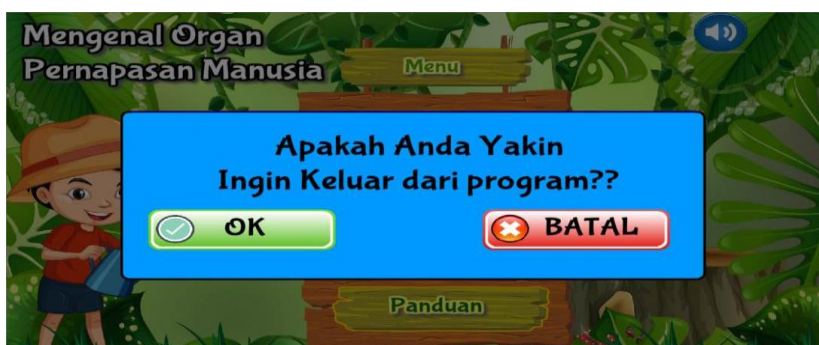 Mengenal Organ
Pernapasan Manusia
Menu
Apakah Anda Yakin
Ingin Keluar dari program??
OK
BATAL
Panduan